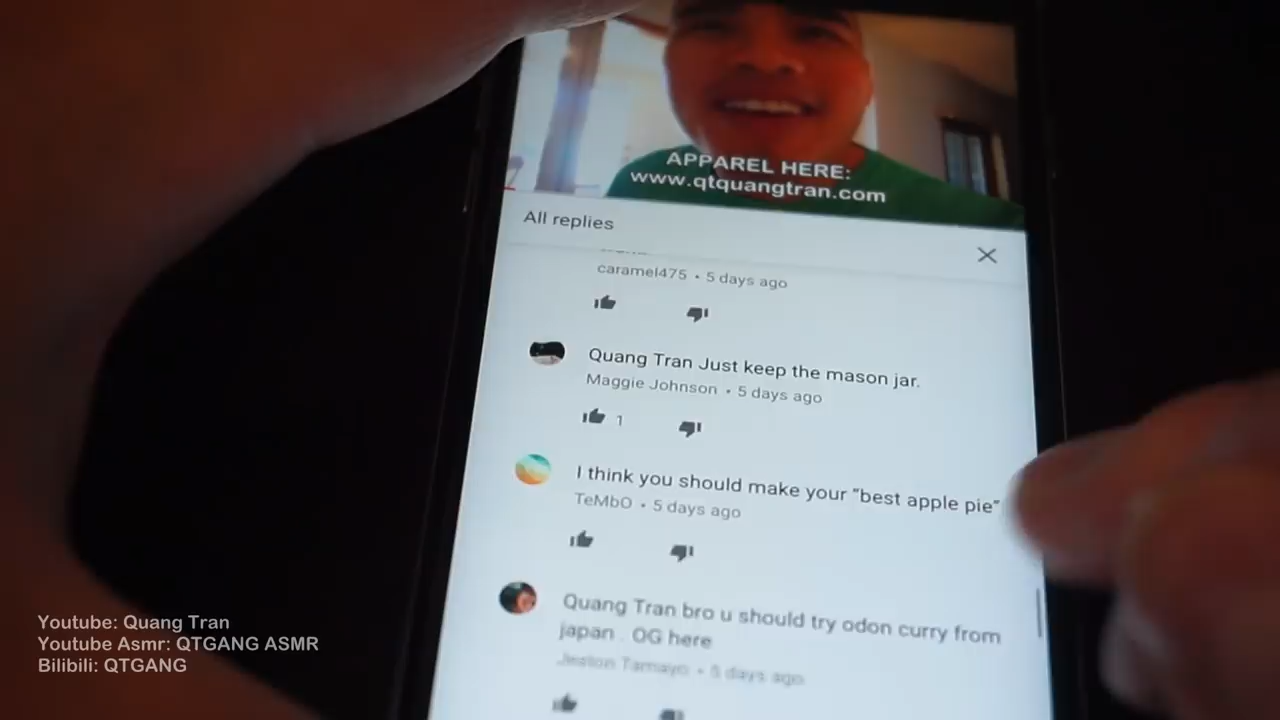 APPAREL HERE:
www.qtquangtran.com
All replies
caramel475 • 5 days ago
Quang Tran Just keep the mason jar.
Maggie Johnson • 5 days ago
1
I think you should make your "best apple pie"
TeMbO • 5 days ago
Quang Tran bro u should try odon curry from
japan . OG here
Jeston Tamayo • 5 days ago
Youtube: Quang Tran
Youtube Asmr: QTGANG ASMR
Bilibili: QTGANG